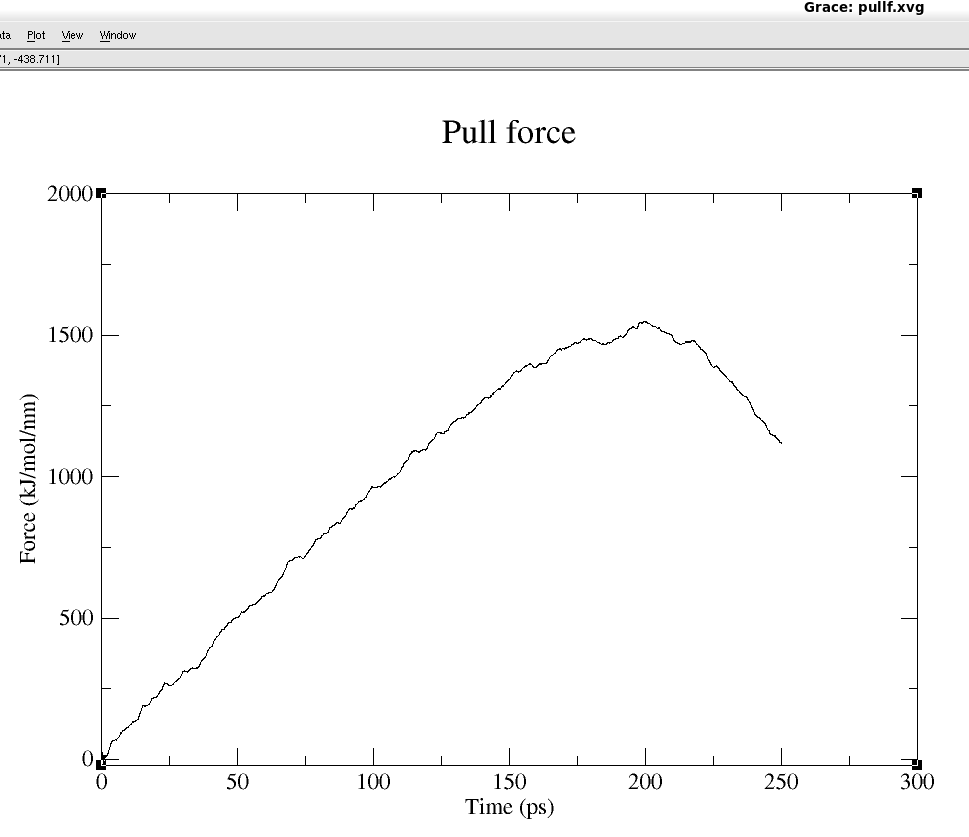 Grace: pullf.xvg
ata Plot View Window
71, -438.711]
Pull force
2000
1500
1000
500
0
Force (kJ/mol/nm)
0 50 100 150 200 250 300
Time (ps)